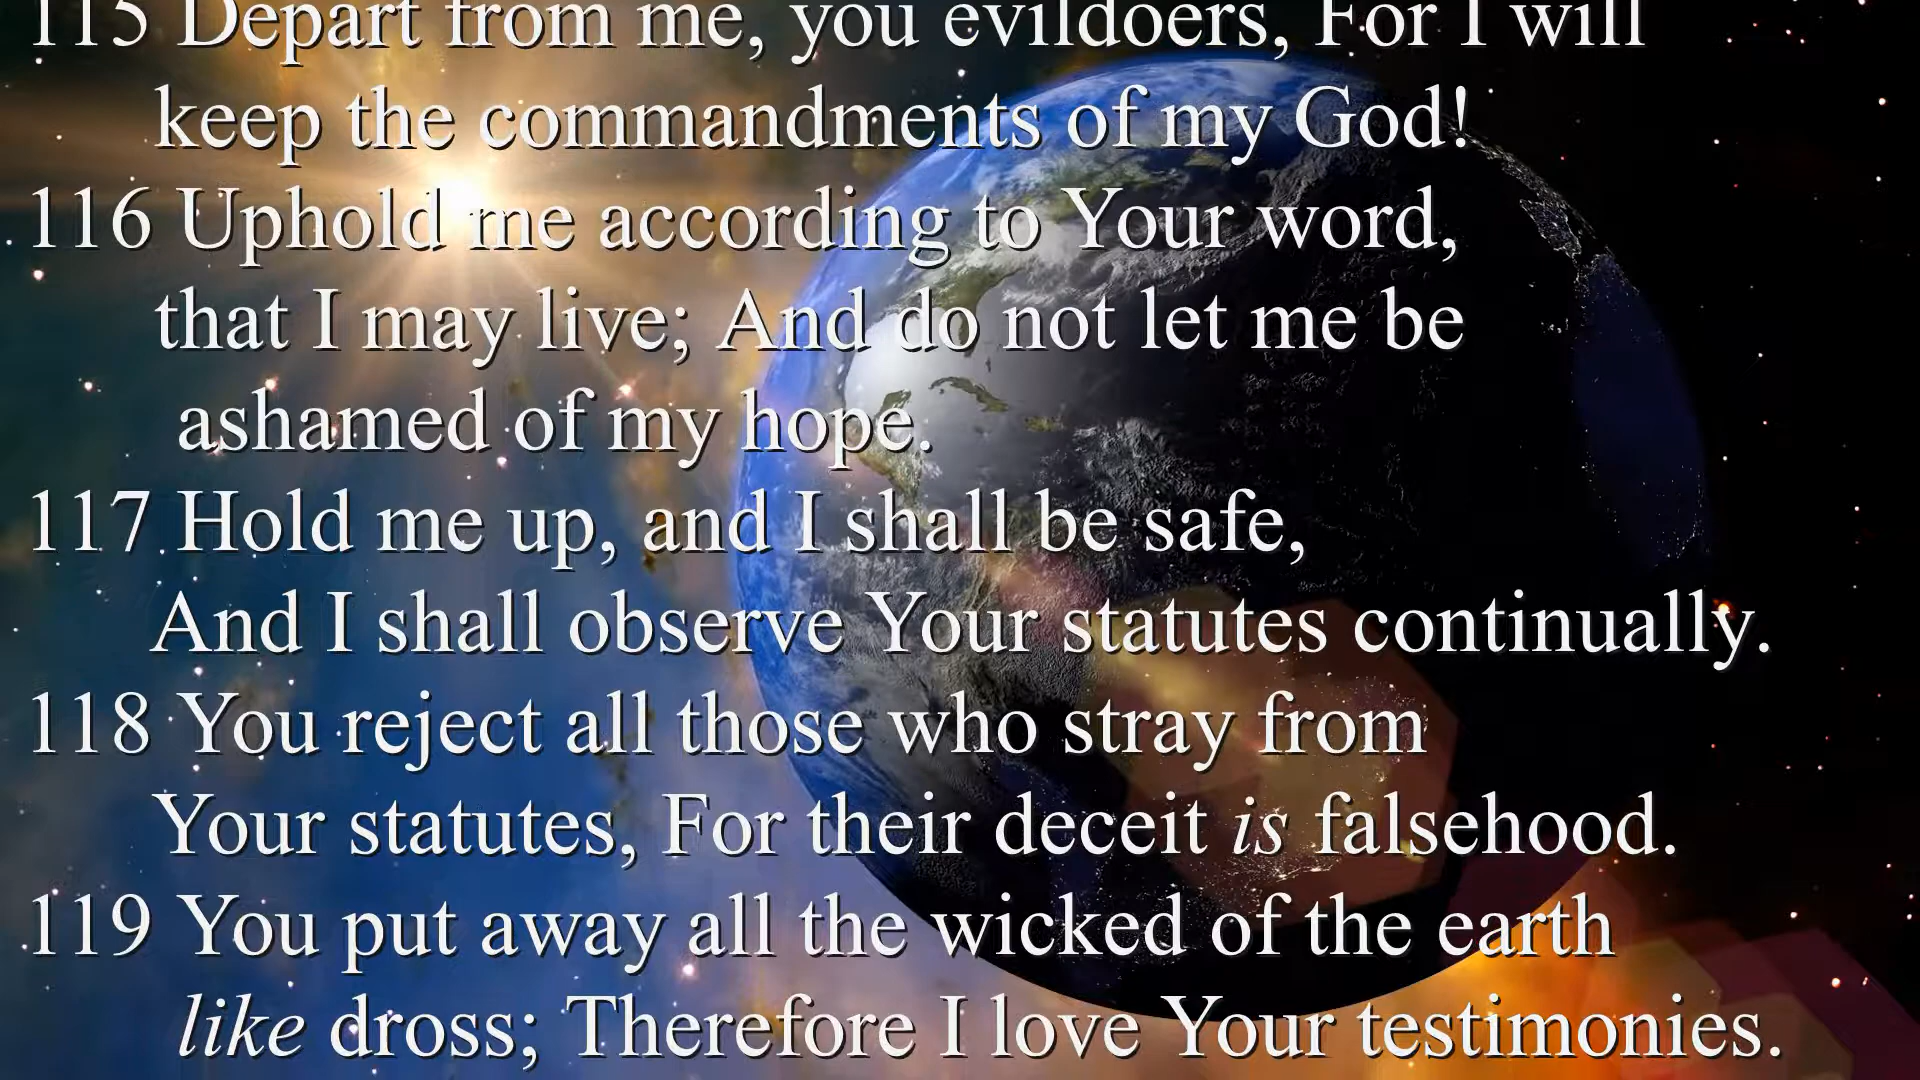 115 Depart from me, you evildoers, For I will
keep the commandments of my God!
116 Uphold me according to Your word,
that I may live; And do not let me be
ashamed of my hope.
117 Hold me up, and I shall be safe,
And I shall observe Your statutes continually.
118 You reject all those who stray from
Your statutes, For their deceit is falsehood.
119 You put away all the wicked of the earth
like dross; Therefore I love Your testimonies.